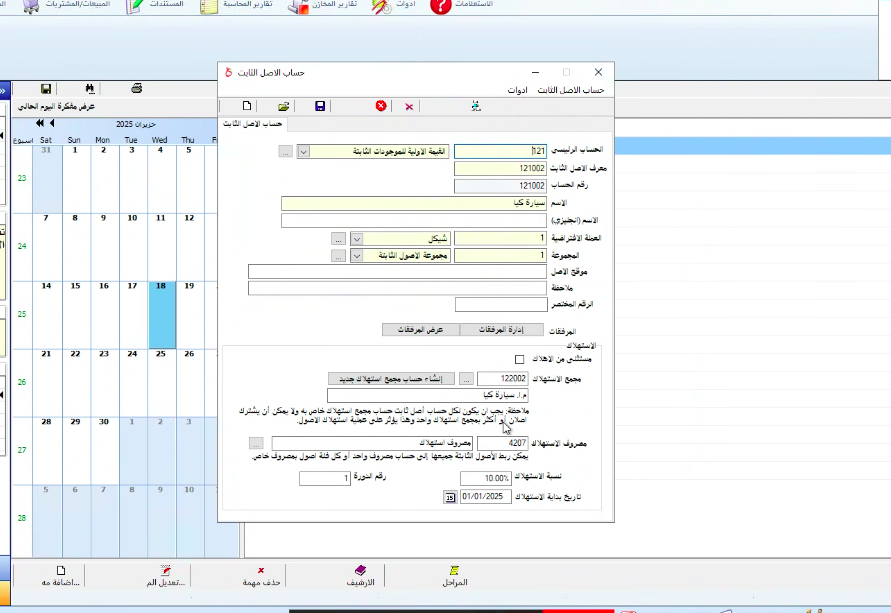 الاستعلامات
ادوات
تقارير المخازن
تقارير المحاسبة
المستندات
المبيعات/المشتريات
عرض مفكرة اليوم الحالي
حزيران 2025
اسبوع Sat Sun Mon Tue Wed Thu
23 31 1 2 3 4 5
24 7 8 9 10 11 12
25 14 15 16 17 18 19
26 21 22 23 24 25 26
27 28 29 30 1 2 3
28 5 6 7 8 9 10
حساب الاصل الثابت
حساب الاصل الثابت ادوات
حساب الاصل الثابت
الحساب الرئيسي 121 القيمة الاولية للموجودات الثابتة ...
معرف الاصل الثابت 121002
رقم الحساب 121002
الاسم سيارة كيا
الاسم (انجليزي)
العملة الافتراضية 1 شيكل ...
المجموعة 1 مجموعة الاصول الثابتة ...
موقع الاصل
ملاحظة
الرقم المختصر
المرفقات إدارة المرفقات عرض المرفقات
الاستهلاك
مستثنى من الاهلاك
مجمع الاستهلاك 122002 ... إنشاء حساب مجمع استهلاك جديد
م.ا. سيارة كيا
ملاحظة: يجب ان يكون لكل حساب أصل ثابت حساب مجمع استهلاك خاص به ولا يمكن أن يشترك
اصلان او أكثر بمجمع استهلاك واحد وهذا يؤثر على عملية استهلاك الاصول.
مصروف الاستهلاك 4207 مصروف استهلاك ...
يمكن ربط الأصول الثابتة جميعها إلى حساب مصروف واحد أو كل فئة اصول بمصروف خاص.
نسبة الاستهلاك 10.00% رقم الدورة 1
تاريخ بداية الاستهلاك 01/01/2025 15
المراحل
الارشيف
حذف مهمة
تعديل الم...
اضافة مه...